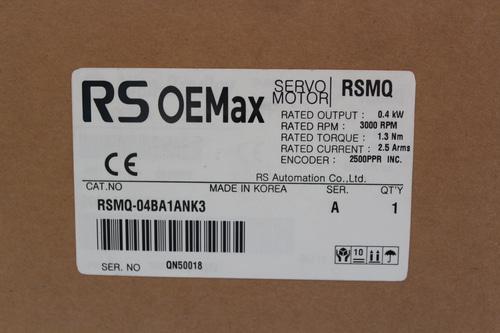 RS OEMax
SERVO MOTOR RSMQ
RATED OUTPUT : 0.4 kW
RATED RPM : 3000 RPM
RATED TORQUE : 1.3 Nm
RATED CURRENT : 2.5 Arms
ENCODER : 2500PPR INC.
CE
RS Automation Co.,Ltd.
CAT.NO MADE IN KOREA SER. Q'TY
RSMQ-04BA1ANK3 A 1
10
SER. NO QN50018